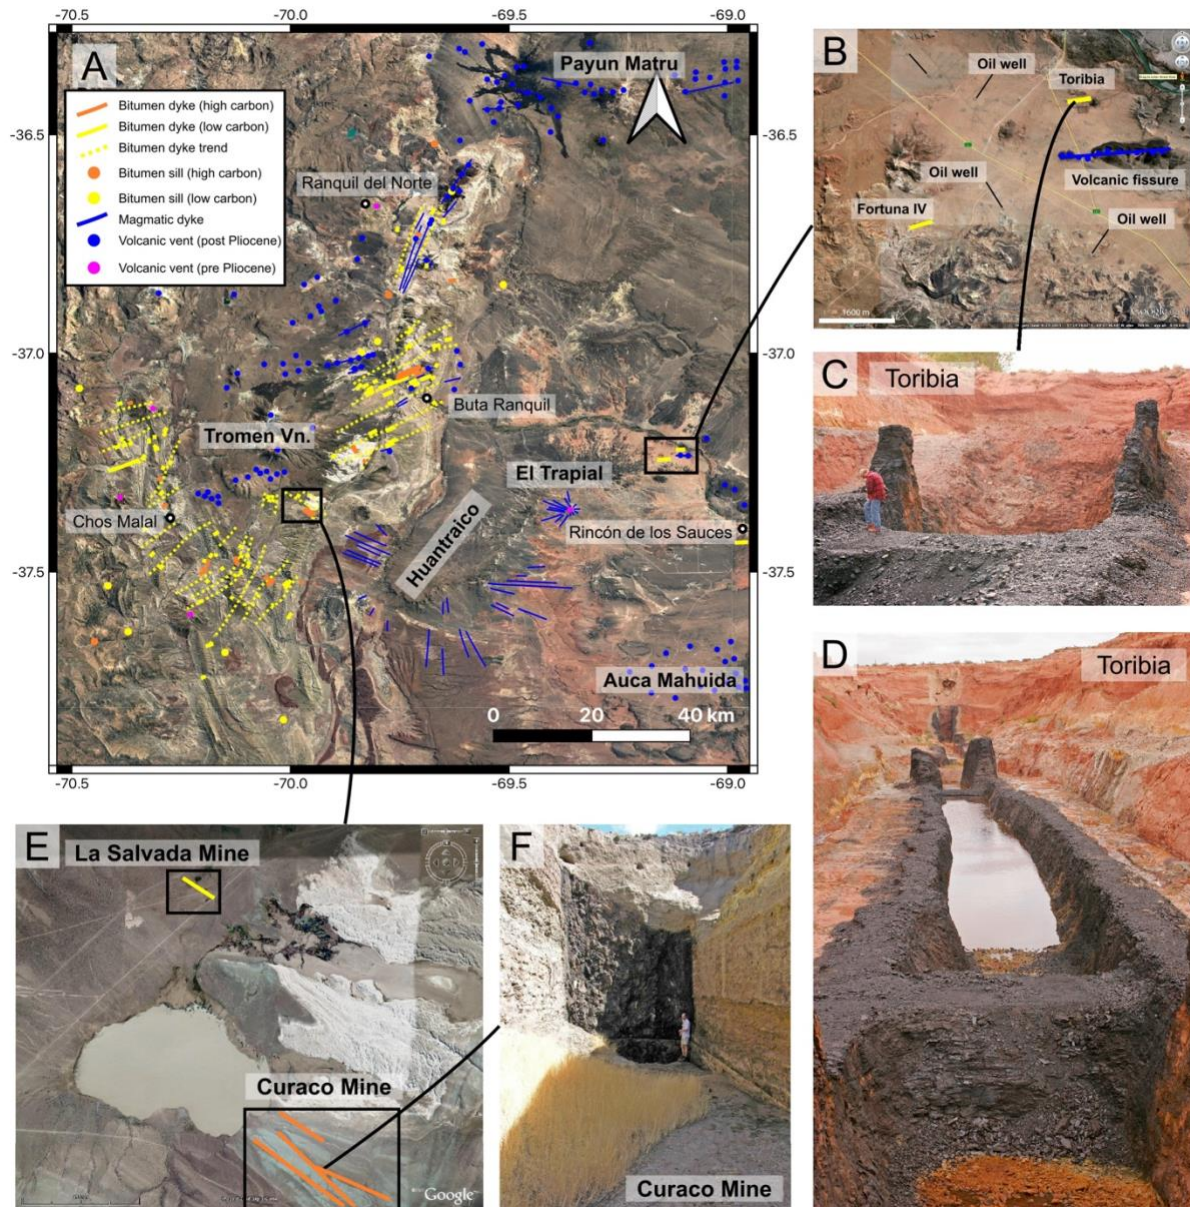 A
-70.0
-69.5
-69.0
Payun Matru
Bitumen dyke (high carbon)
Bitumen dyke (low carbon)
Bitumen dyke trend
Bitumen sill (high carbon)
Bitumen sill (low carbon)
Magmatic dyke
Volcanic vent (post Pliocene)
Volcanic vent (pre Pliocene)
-36.5
Ranquil del Norte
-37.0
-37.0
Buta Ranquil
Tromen Vn.
El Trapial
Chos Malal
Huantraico
Rincón de los Sauces
-37.5
-37.5
Auca Mahuida
0 20 40 km
-70.5
-70.0
-69.5
-69.0
B
Oil well
Toribia
Oil well
Volcanic fissure
Fortuna IV
Oil well
1600 m
C
Toribia
D
Toribia
E
La Salvada Mine
Curaco Mine
Google
F
Curaco Mine